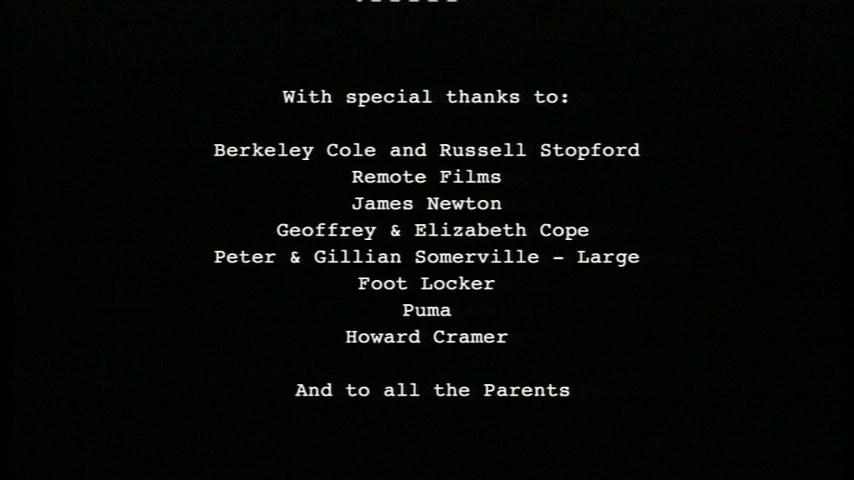 With special thanks to:
Berkeley Cole and Russell Stopford
Remote Films
James Newton
Geoffrey & Elizabeth Cope
Peter & Gillian Somerville - Large
Foot Locker
Puma
Howard Cramer
And to all the Parents